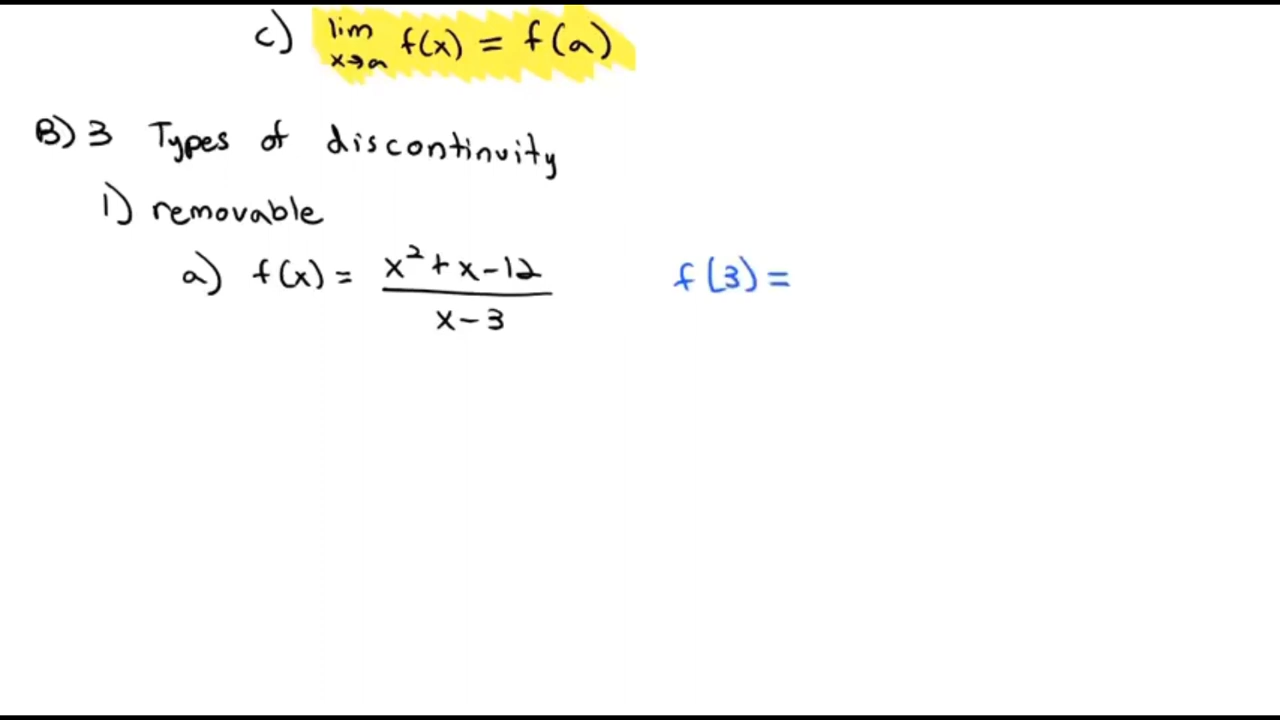 c) lim x→a f(x) = f(a)
B) 3 Types of discontinuity
1) removable
a) f(x) = x²+x-12 / x-3 f(3) =